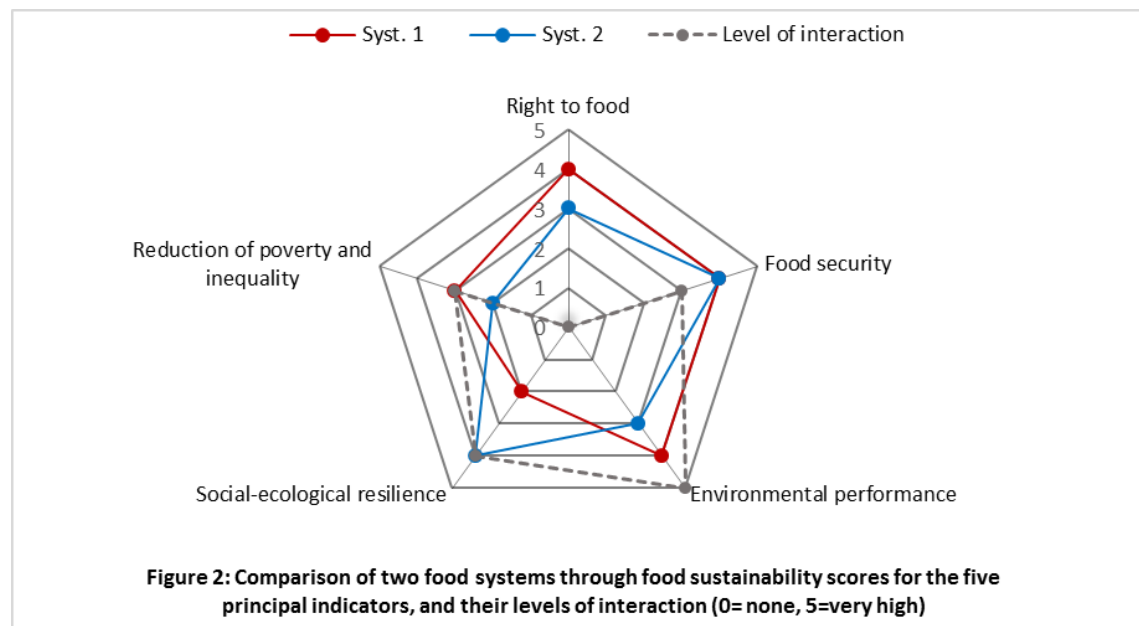 Syst. 1 Syst. 2 Level of interaction
Right to food
5
4
3
2
1
0
Reduction of poverty and
inequality
Food security
Social-ecological resilience
Environmental performance
Figure 2: Comparison of two food systems through food sustainability scores for the five
principal indicators, and their levels of interaction (0= none, 5=very high)